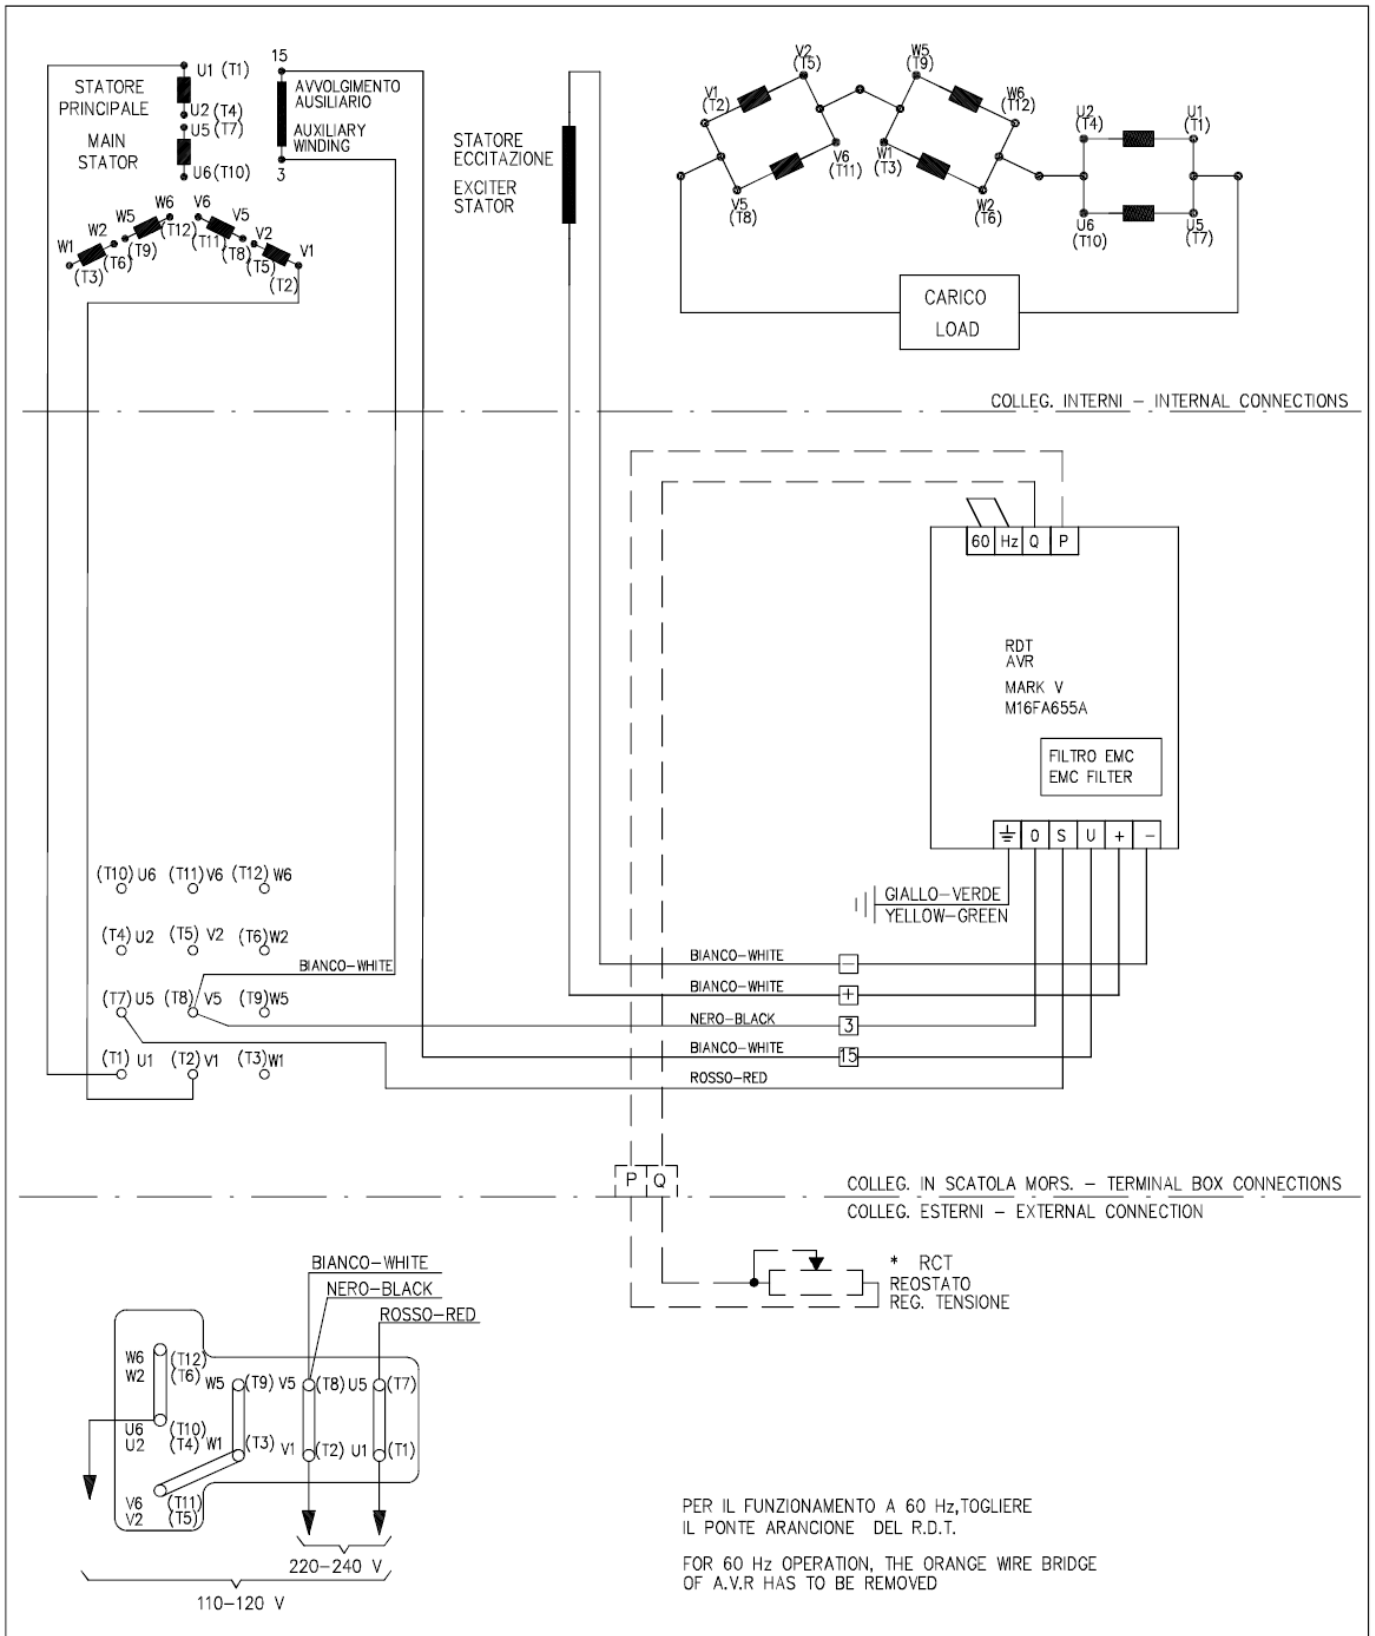 STATORE
PRINCIPALE
MAIN
STATOR
U1 (T1)
U2 (T4)
U5 (T7)
U6 (T10)
15
AVVOLGIMENTO
AUSILIARIO
AUXILIARY
WINDING
3
W1
(T3)
W2
(T6)
W5
(T9)
W6
(T12)
V6
(T11)
V5
(T8)
V2
(T5)
V1
(T2)
STATORE
ECCITAZIONE
EXCITER
STATOR
V2
(T5)
V1
(T2)
V6
(T11)
V5
(T8)
W5
(T9)
W6
(T12)
W1
(T3)
W2
(T6)
U2
(T4)
U1
(T1)
U6
(T10)
U5
(T7)
CARICO
LOAD
COLLEG. INTERNI – INTERNAL CONNECTIONS
60 Hz Q P
RDT
AVR
MARK V
M16FA655A
FILTRO EMC
EMC FILTER
0 S U + –
GIALLO–VERDE
YELLOW–GREEN
(T10) U6 (T11) V6 (T12) W6
(T4) U2 (T5) V2 (T6) W2
BIANCO–WHITE
(T7) U5 (T8) V5 (T9) W5
(T1) U1 (T2) V1 (T3) W1
BIANCO–WHITE –
BIANCO–WHITE +
NERO–BLACK 3
BIANCO–WHITE 15
ROSSO–RED
P Q
COLLEG. IN SCATOLA MORS. – TERMINAL BOX CONNECTIONS
COLLEG. ESTERNI – EXTERNAL CONNECTION
* RCT
REOSTATO
REG. TENSIONE
BIANCO–WHITE
NERO–BLACK
ROSSO–RED
W6 (T12)
W2 (T6)
W5 (T9) V5 (T8) U5 (T7)
U6 (T10)
U2 (T4)
W1 (T3) V1 (T2) U1 (T1)
V6 (T11)
V2 (T5)
220–240 V
110–120 V
PER IL FUNZIONAMENTO A 60 Hz,TOGLIERE
IL PONTE ARANCIONE DEL R.D.T.
FOR 60 Hz OPERATION, THE ORANGE WIRE BRIDGE
OF A.V.R HAS TO BE REMOVED